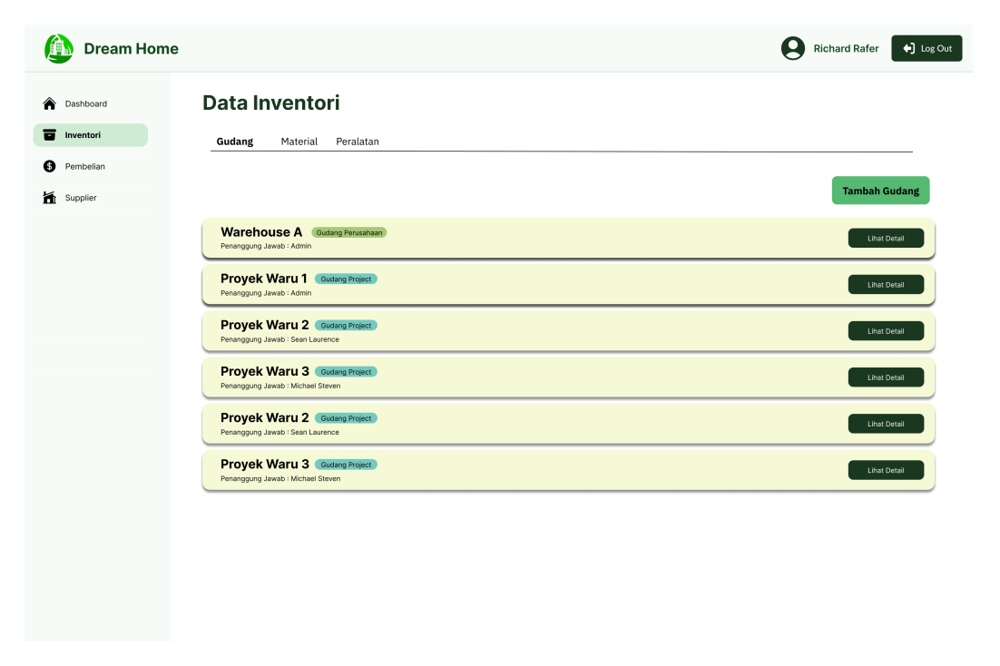 Dream Home
Richard Rafer
Log Out
Dashboard
Inventori
Pembelian
Supplier
Data Inventori
Gudang Material Peralatan
Tambah Gudang
Warehouse A Gudang Perusahaan
Penanggung Jawab : Admin
Lihat Detail
Proyek Waru 1 Gudang Project
Penanggung Jawab : Admin
Lihat Detail
Proyek Waru 2 Gudang Project
Penanggung Jawab : Sean Laurence
Lihat Detail
Proyek Waru 3 Gudang Project
Penanggung Jawab : Michael Steven
Lihat Detail
Proyek Waru 2 Gudang Project
Penanggung Jawab : Sean Laurence
Lihat Detail
Proyek Waru 3 Gudang Project
Penanggung Jawab : Michael Steven
Lihat Detail